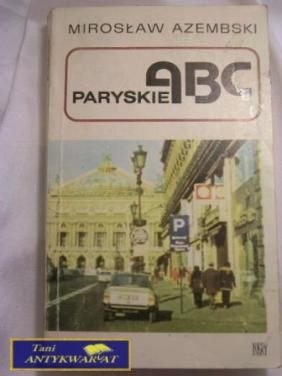 MIROSŁAW AZEMBSKI
PARYSKIE ABC
P
Tani
ANTYKWARIAT